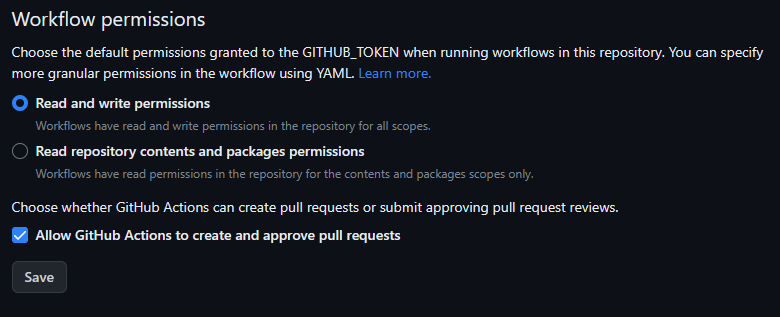 Workflow permissions
Choose the default permissions granted to the GITHUB_TOKEN when running workflows in this repository. You can specify
more granular permissions in the workflow using YAML. Learn more.
Read and write permissions
Workflows have read and write permissions in the repository for all scopes.
Read repository contents and packages permissions
Workflows have read permissions in the repository for the contents and packages scopes only.
Choose whether GitHub Actions can create pull requests or submit approving pull request reviews.
Allow GitHub Actions to create and approve pull requests
Save